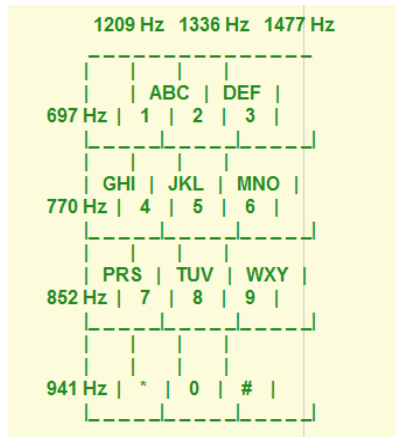 1209 Hz 1336 Hz 1477 Hz
_ _ _ _ _ _ _ _ _ _ _ _ _ _ _
| | | |
| | ABC | DEF |
697 Hz | 1 | 2 | 3 |
|_ _ _ _ _|_ _ _ _ _|_ _ _ _ _|
| | | |
| GHI | JKL | MNO |
770 Hz | 4 | 5 | 6 |
|_ _ _ _ _|_ _ _ _ _|_ _ _ _ _|
| | | |
| PRS | TUV | WXY |
852 Hz | 7 | 8 | 9 |
|_ _ _ _ _|_ _ _ _ _|_ _ _ _ _|
| | | |
| | | |
941 Hz | * | 0 | # |
|_ _ _ _ _|_ _ _ _ _|_ _ _ _ _|